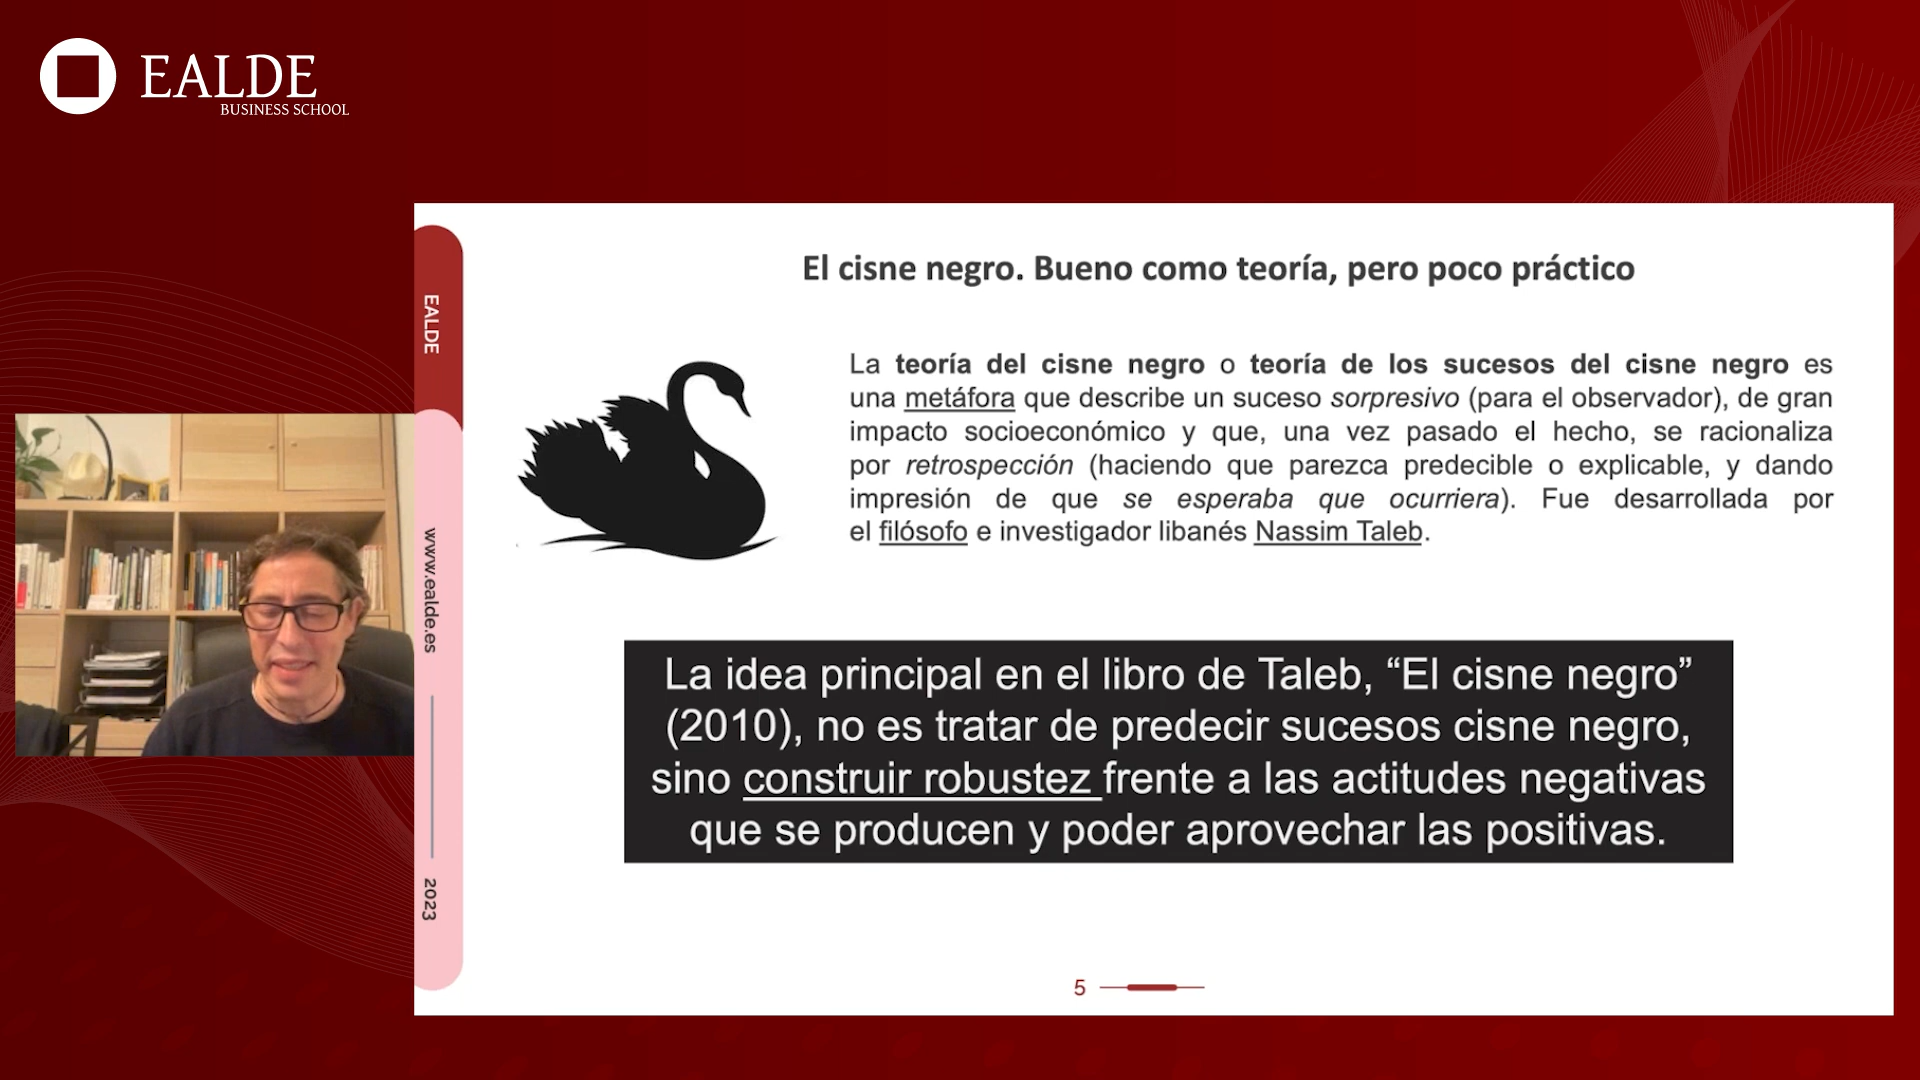 EALDE
BUSINESS SCHOOL
EALDE
www.ealde.es
2023
El cisne negro. Bueno como teoría, pero poco práctico
La teoría del cisne negro o teoría de los sucesos del cisne negro es
una metáfora que describe un suceso sorpresivo (para el observador), de gran
impacto socioeconómico y que, una vez pasado el hecho, se racionaliza
por retrospección (haciendo que parezca predecible o explicable, y dando
impresión de que se esperaba que ocurriera). Fue desarrollada por
el filósofo e investigador libanés Nassim Taleb.
La idea principal en el libro de Taleb, “El cisne negro”
(2010), no es tratar de predecir sucesos cisne negro,
sino construir robustez frente a las actitudes negativas
que se producen y poder aprovechar las positivas.
5